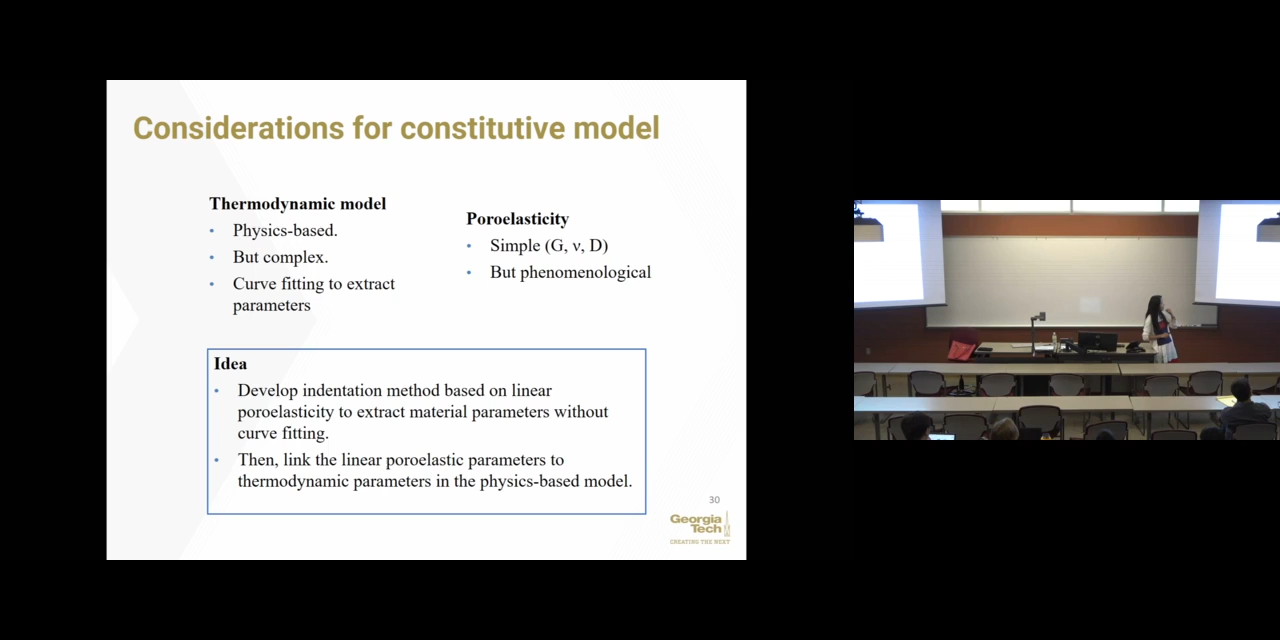 Considerations for constitutive model
Thermodynamic model
• Physics-based.
• But complex.
• Curve fitting to extract
parameters
Poroelasticity
• Simple (G, ν, D)
• But phenomenological
Idea
• Develop indentation method based on linear
poroelasticity to extract material parameters without
curve fitting.
• Then, link the linear poroelastic parameters to
thermodynamic parameters in the physics-based model.
30
Georgia
Tech
CREATING THE NEXT